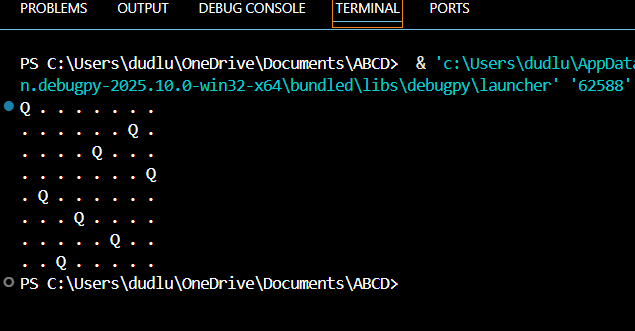 PROBLEMS OUTPUT DEBUG CONSOLE TERMINAL PORTS
PS C:\Users\dudlu\OneDrive\Documents\ABCD>  & 'c:\Users\dudlu\AppData
n.debugpy-2025.10.0-win32-x64\bundled\libs\debugpy\launcher' '62588'
Q . . . . . . .
. . . . . . Q .
. . . . Q . . .
. . . . . . . Q
. Q . . . . . .
. . . Q . . . .
. . . . . Q . .
. . Q . . . . .
PS C:\Users\dudlu\OneDrive\Documents\ABCD>